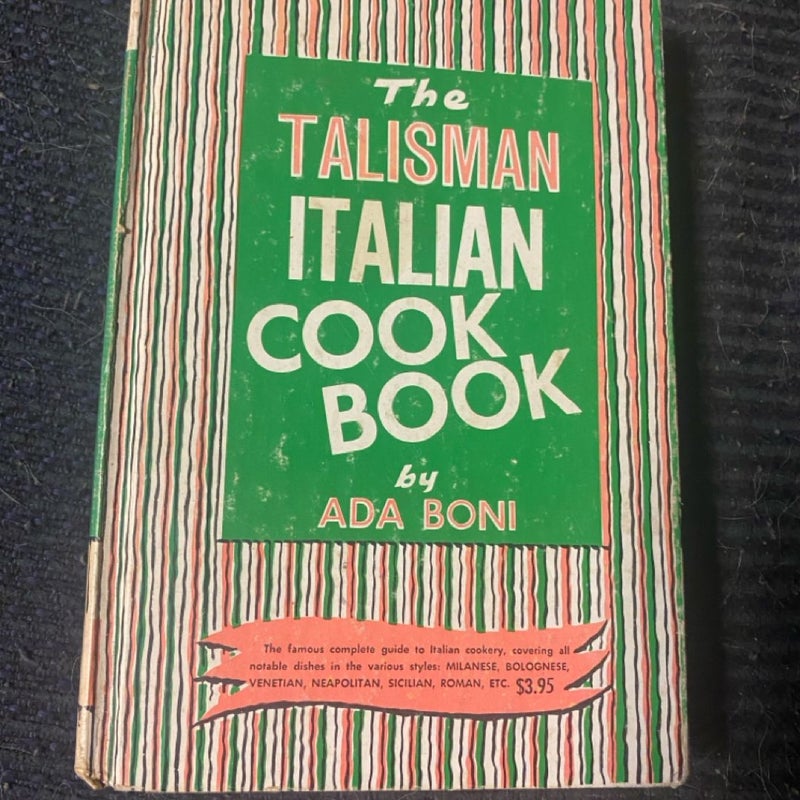 The
TALISMAN
ITALIAN
COOK
BOOK
by
ADA BONI
The famous complete guide to Italian cookery, covering all
notable dishes in the various styles: MILANESE, BOLOGNESE,
VENETIAN, NEAPOLITAN, SICILIAN, ROMAN, ETC. $3.95